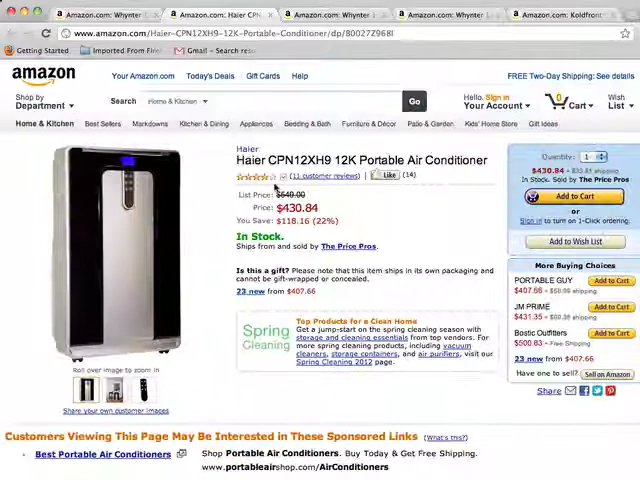 Amazon.com: Whynter
Amazon.com: Haier CPN
Amazon.com: Whynter
Amazon.com: Whynter
Amazon.com: Koldfront
www.amazon.com/Haier-CPN12XH9-12K-Portable-Conditioner/dp/B0027Z968I
Getting Started
Imported From Fire
Gmail - Search resu
amazon
Your Amazon.com
Today's Deals
Gift Cards
Help
FREE Two-Day Shipping: See details
Shop by
Department
Search
Home & Kitchen
Go
Hello. Sign in
Your Account
0
Cart
Wish
List
Home & Kitchen
Best Sellers
Markdowns
Kitchen & Dining
Appliances
Bedding & Bath
Furniture & Décor
Patio & Garden
Kids' Home Store
Gift Ideas
Haier
Haier CPN12XH9 12K Portable Air Conditioner
(11 customer reviews)
Like
(14)
List Price: $549.00
Price: $430.84
You Save: $118.16 (22%)
In Stock.
Ships from and sold by The Price Pros.
Is this a gift? Please note that this item ships in its own packaging and
cannot be gift-wrapped or concealed.
23 new from $407.66
Spring
Cleaning
Top Products for a Clean Home
Get a jump-start on the spring cleaning season with
storage and cleaning essentials from top vendors. For
more spring cleaning products, including vacuum
cleaners, storage containers, and air purifiers, visit our
Spring Cleaning 2012 page.
Roll over image to zoom in
Share your own customer images
Quantity: 1
$430.84 + $33.81 shipping
In Stock. Sold by The Price Pros
Add to Cart
or
Sign in to turn on 1-Click ordering.
Add to Wish List
More Buying Choices
PORTABLE GUY
Add to Cart
$407.66 + shipping
JM PRIME
Add to Cart
$431.35 + shipping
Bostic Outfitters
Add to Cart
$500.83 + Free Shipping
23 new from $407.66
Have one to sell?
Sell on Amazon
Share
Customers Viewing This Page May Be Interested in These Sponsored Links (What's this?)
Best Portable Air Conditioners
Shop Portable Air Conditioners. Buy Today & Get Free Shipping.
www.portableairshop.com/AirConditioners